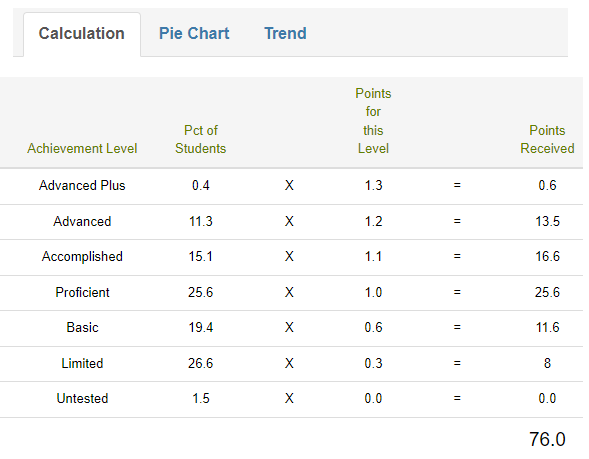 Calculation Pie Chart Trend
Achievement Level Pct of Students Points for this Level Points Received
Advanced Plus 0.4 X 1.3 = 0.6
Advanced 11.3 X 1.2 = 13.5
Accomplished 15.1 X 1.1 = 16.6
Proficient 25.6 X 1.0 = 25.6
Basic 19.4 X 0.6 = 11.6
Limited 26.6 X 0.3 = 8
Untested 1.5 X 0.0 = 0.0
76.0